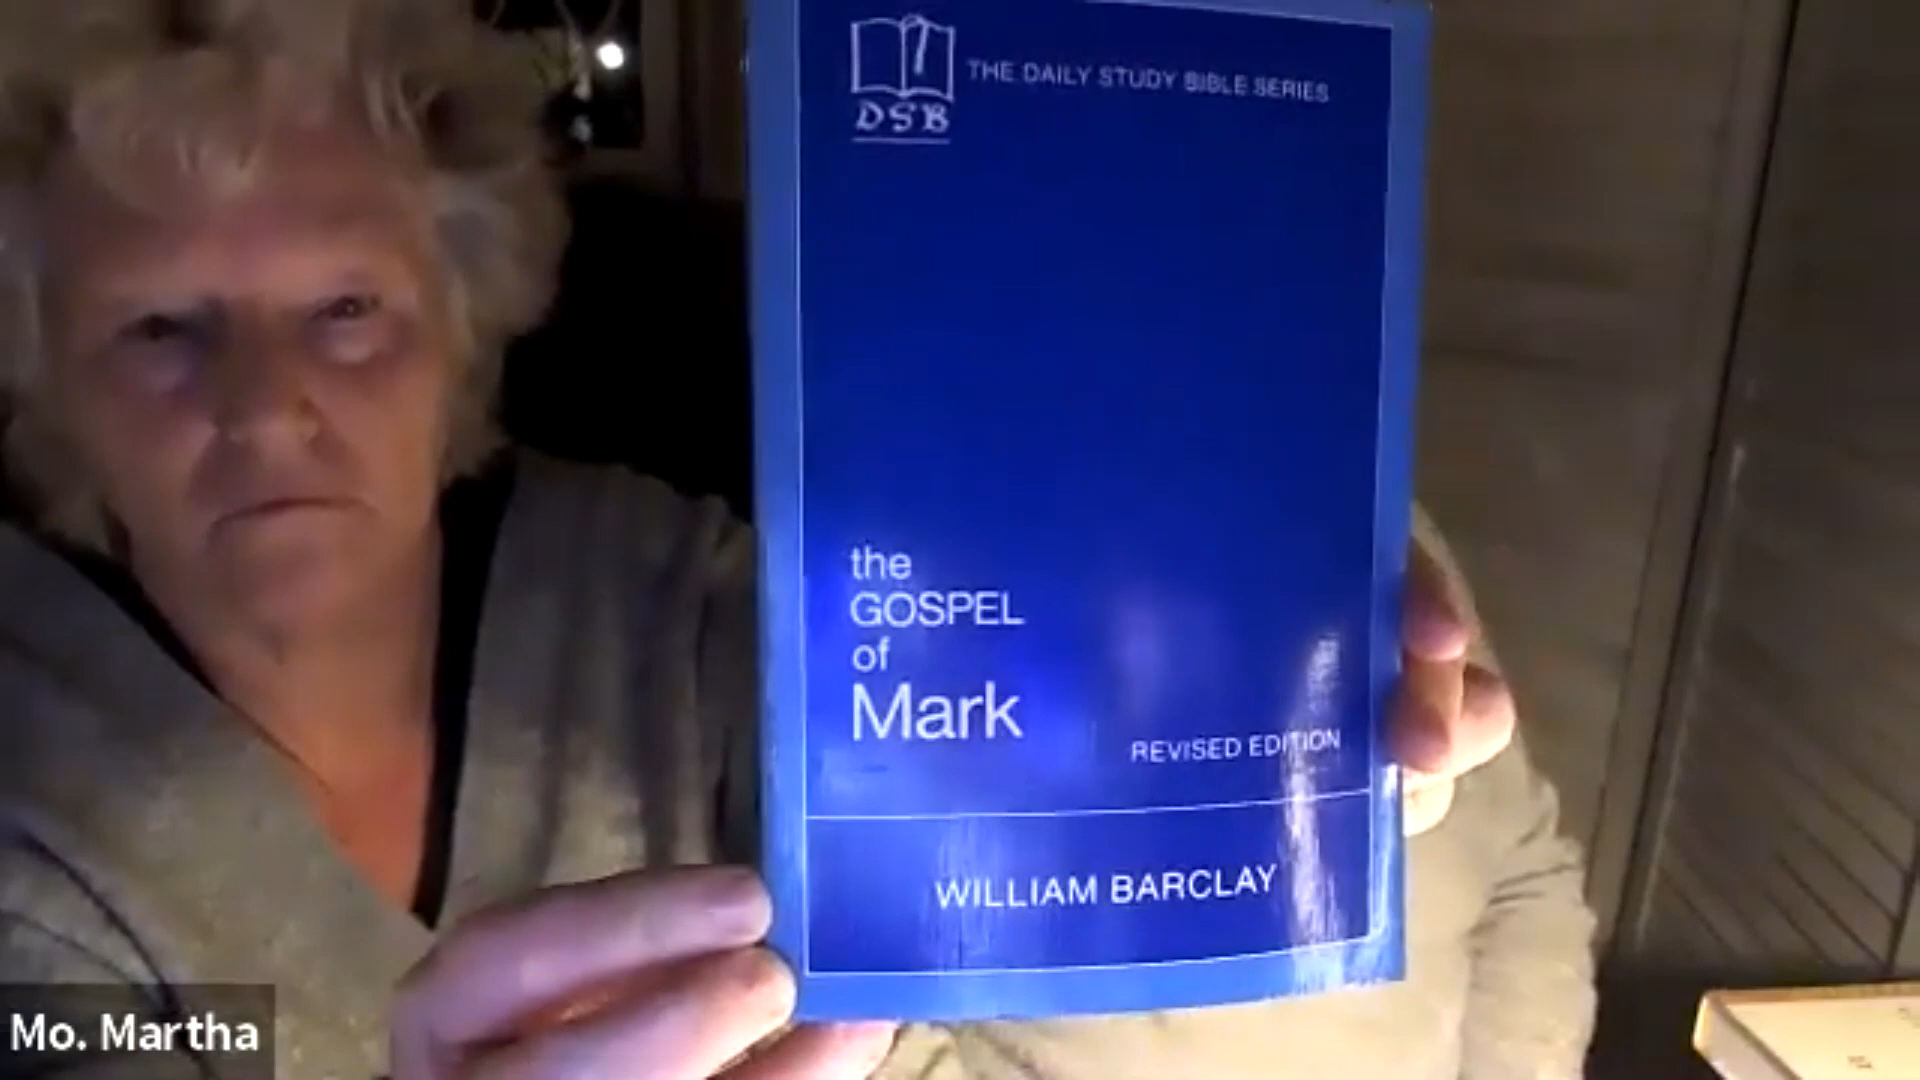 DSB
THE DAILY STUDY BIBLE SERIES
the
GOSPEL
of
Mark
REVISED EDITION
WILLIAM BARCLAY
Mo. Martha